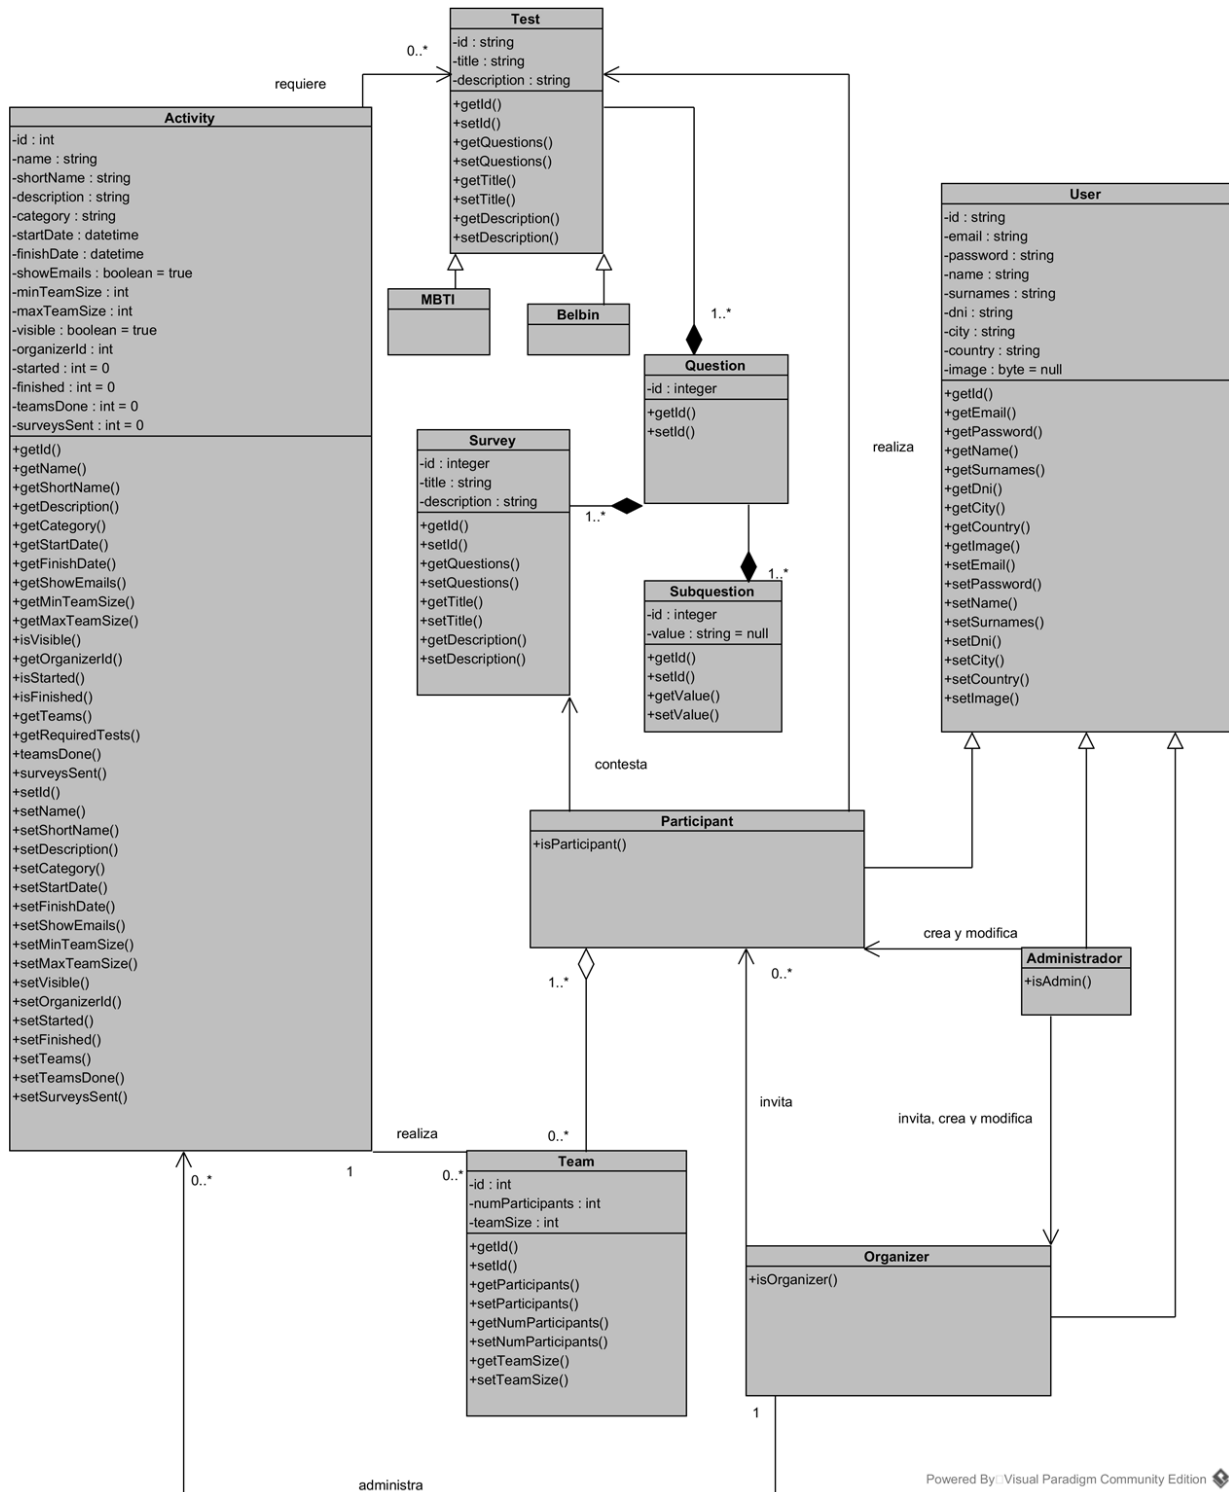 Test
-id : string
-title : string
-description : string
+getId()
+setId()
+getQuestions()
+setQuestions()
+getTitle()
+setTitle()
+getDescription()
+setDescription()
0..*
requiere
Activity
-id : int
-name : string
-shortName : string
-description : string
-category : string
-startDate : datetime
-finishDate : datetime
-showEmails : boolean = true
-minTeamSize : int
-maxTeamSize : int
-visible : boolean = true
-organizerId : int
-started : int = 0
-finished : int = 0
-teamsDone : int = 0
-surveysSent : int = 0
+getId()
+getName()
+getShortName()
+getDescription()
+getCategory()
+getStartDate()
+getFinishDate()
+getShowEmails()
+getMinTeamSize()
+getMaxTeamSize()
+isVisible()
+getOrganizerId()
+isStarted()
+isFinished()
+getTeams()
+getRequiredTests()
+teamsDone()
+surveysSent()
+setId()
+setName()
+setShortName()
+setDescription()
+setCategory()
+setStartDate()
+setFinishDate()
+setShowEmails()
+setMinTeamSize()
+setMaxTeamSize()
+setVisible()
+setOrganizerId()
+setStarted()
+setFinished()
+setTeams()
+setTeamsDone()
+setSurveysSent()
MBTI
Belbin
1..*
Question
-id : integer
+getId()
+setId()
Survey
-id : integer
-title : string
-description : string
+getId()
+setId()
+getQuestions()
+setQuestions()
+getTitle()
+setTitle()
+getDescription()
+setDescription()
1..*
1..*
Subquestion
-id : integer
-value : string = null
+getId()
+setId()
+getValue()
+setValue()
realiza
User
-id : string
-email : string
-password : string
-name : string
-surnames : string
-dni : string
-city : string
-country : string
-image : byte = null
+getId()
+getEmail()
+getPassword()
+getName()
+getSurnames()
+getDni()
+getCity()
+getCountry()
+getImage()
+setEmail()
+setPassword()
+setName()
+setSurnames()
+setDni()
+setCity()
+setCountry()
+setImage()
contesta
Participant
+isParticipant()
crea y modifica
Administrador
+isAdmin()
1..*
0..*
invita
invita, crea y modifica
0..*
realiza
1
0..*
0..*
Team
-id : int
-numParticipants : int
-teamSize : int
+getId()
+setId()
+getParticipants()
+setParticipants()
+getNumParticipants()
+setNumParticipants()
+getTeamSize()
+setTeamSize()
Organizer
+isOrganizer()
1
administra
Powered By Visual Paradigm Community Edition